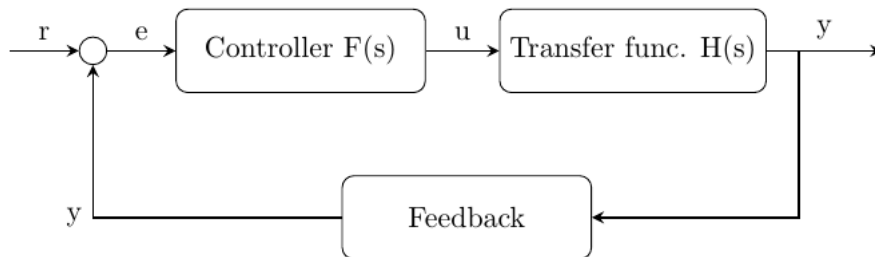 r
e
Controller F(s)
u
Transfer func. H(s)
y
y
Feedback